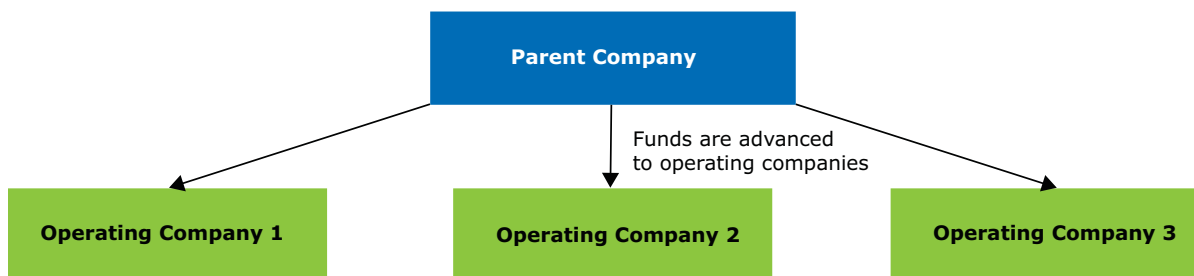 Parent Company
Funds are advanced
to operating companies
Operating Company 1
Operating Company 2
Operating Company 3